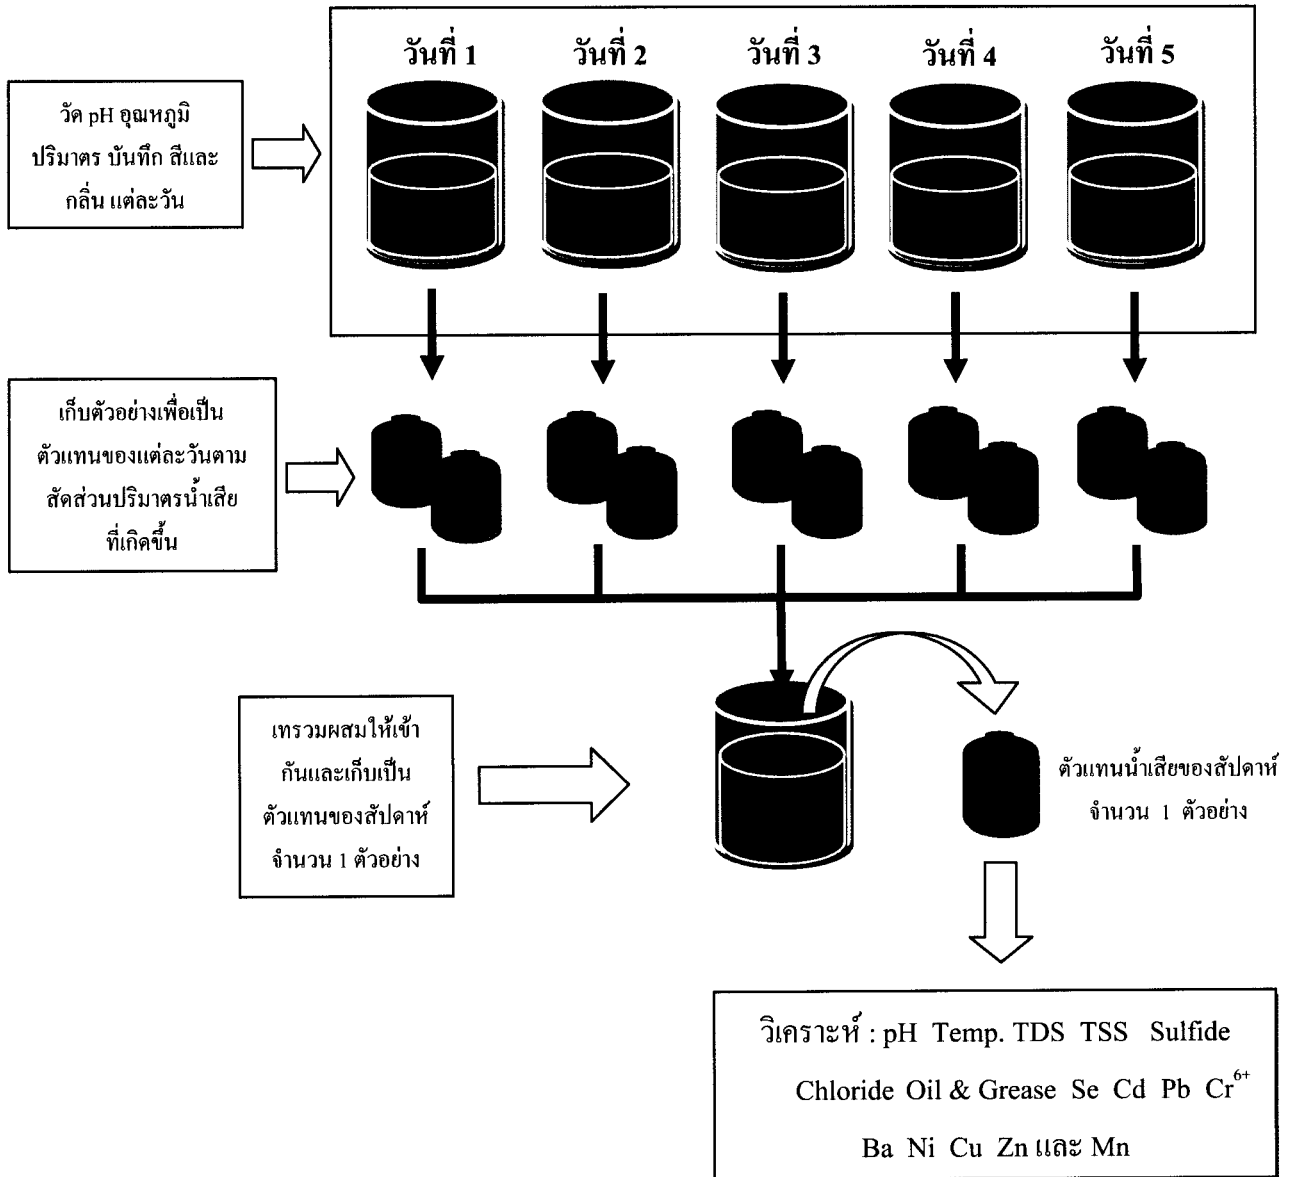 วันที่ 1 วันที่ 2 วันที่ 3 วันที่ 4 วันที่ 5
วัด pH อุณหภูมิ
ปริมาตร บันทึก สีและ
กลิ่น แต่ละวัน
เก็บตัวอย่างเพื่อเป็น
ตัวแทนของแต่ละวันตาม
สัดส่วนปริมาตรน้ำเสีย
ที่เกิดขึ้น
เทรวมผสมให้เข้า
กันและเก็บเป็น
ตัวแทนของสัปดาห์
จำนวน 1 ตัวอย่าง
ตัวแทนน้ำเสียของสัปดาห์
จำนวน 1 ตัวอย่าง
วิเคราะห์ : pH Temp. TDS TSS Sulfide
Chloride Oil & Grease Se Cd Pb Cr⁶⁺
Ba Ni Cu Zn และ Mn